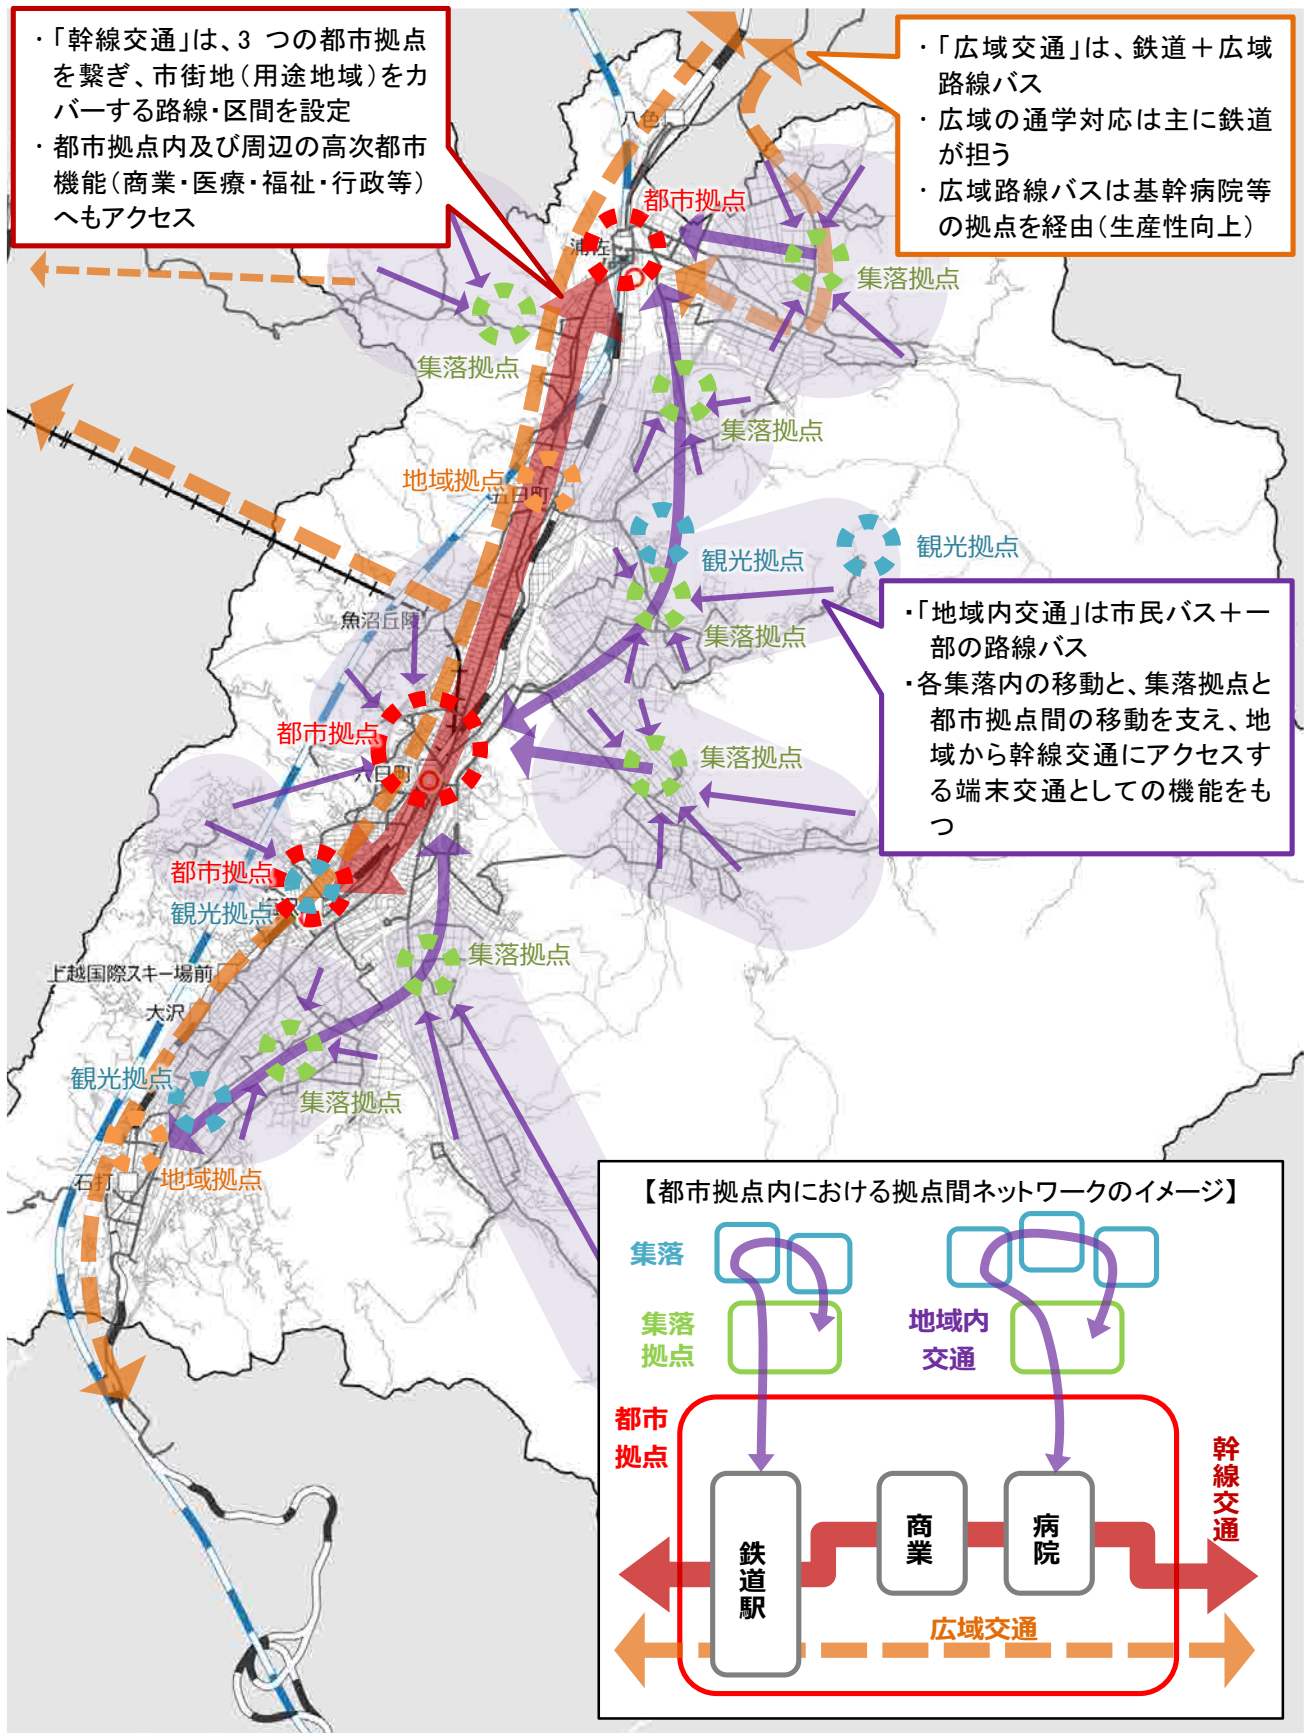 ・「幹線交通」は、3 つの都市拠点
を繋ぎ、市街地(用途地域)をカ
バーする路線・区間を設定
・都市拠点内及び周辺の高次都市
機能(商業・医療・福祉・行政等)
へもアクセス
・「広域交通」は、鉄道＋広域
路線バス
・広域の通学対応は主に鉄道
が担う
・広域路線バスは基幹病院等
の拠点を経由(生産性向上)
八色
都市拠点
浦佐
集落拠点
集落拠点
集落拠点
地域拠点
五日町
観光拠点
観光拠点
集落拠点
魚沼丘陵
・「地域内交通」は市民バス＋一
部の路線バス
・各集落内の移動と、集落拠点と
都市拠点間の移動を支え、地
域から幹線交通にアクセスす
る端末交通としての機能をも
つ
都市拠点
六日町
集落拠点
都市拠点
観光拠点
集落拠点
上越国際スキー場前
大沢
観光拠点
集落拠点
地域拠点
石打
【都市拠点内における拠点間ネットワークのイメージ】
集落
集落
拠点
地域内
交通
都市
拠点
幹線交通
鉄道駅
商業
病院
広域交通